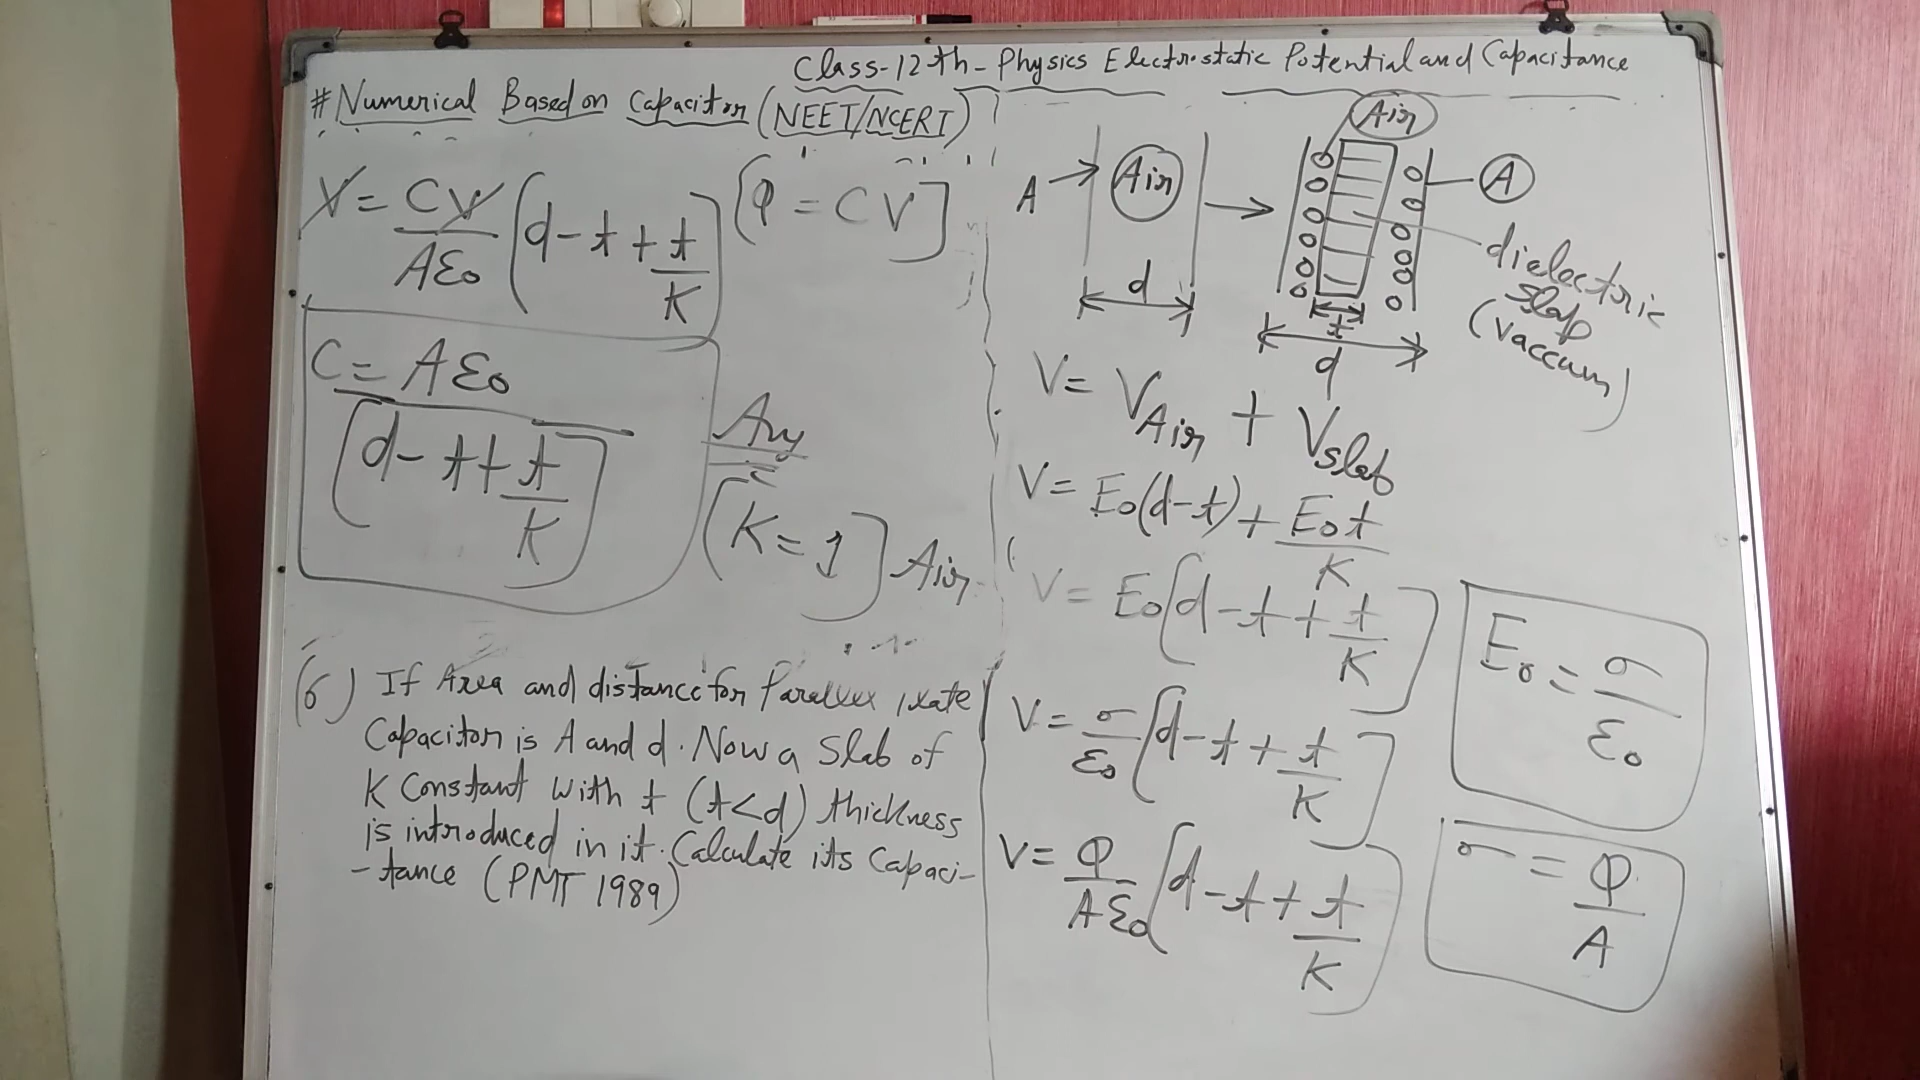 Class-12th-Physics Electrostatic Potential and Capacitance
# Numerical Based on Capacitor (NEET/NCERT)
V = CV/Aε₀ [d-t+t/K] [Q = CV]
C = Aε₀/[d-t+t/K] Ans
[K=1] Air
(6) If Area and distance for Parallel plate
Capacitor is A and d. Now a Slab of
K Constant with t (t<d) thickness
is introduced in it. Calculate its Capaci-
-tance (PMT 1989)
A → Air → Air A
d
t
d
dielectric
slab
(vaccum)
V = V Air + V slab
V = E₀(d-t) + E₀t/K
V = E₀[d-t+t/K]
E₀ = σ/ε₀
V = σ/ε₀ [d-t+t/K]
V = Q/Aε₀ [d-t+t/K]
σ = Q/A